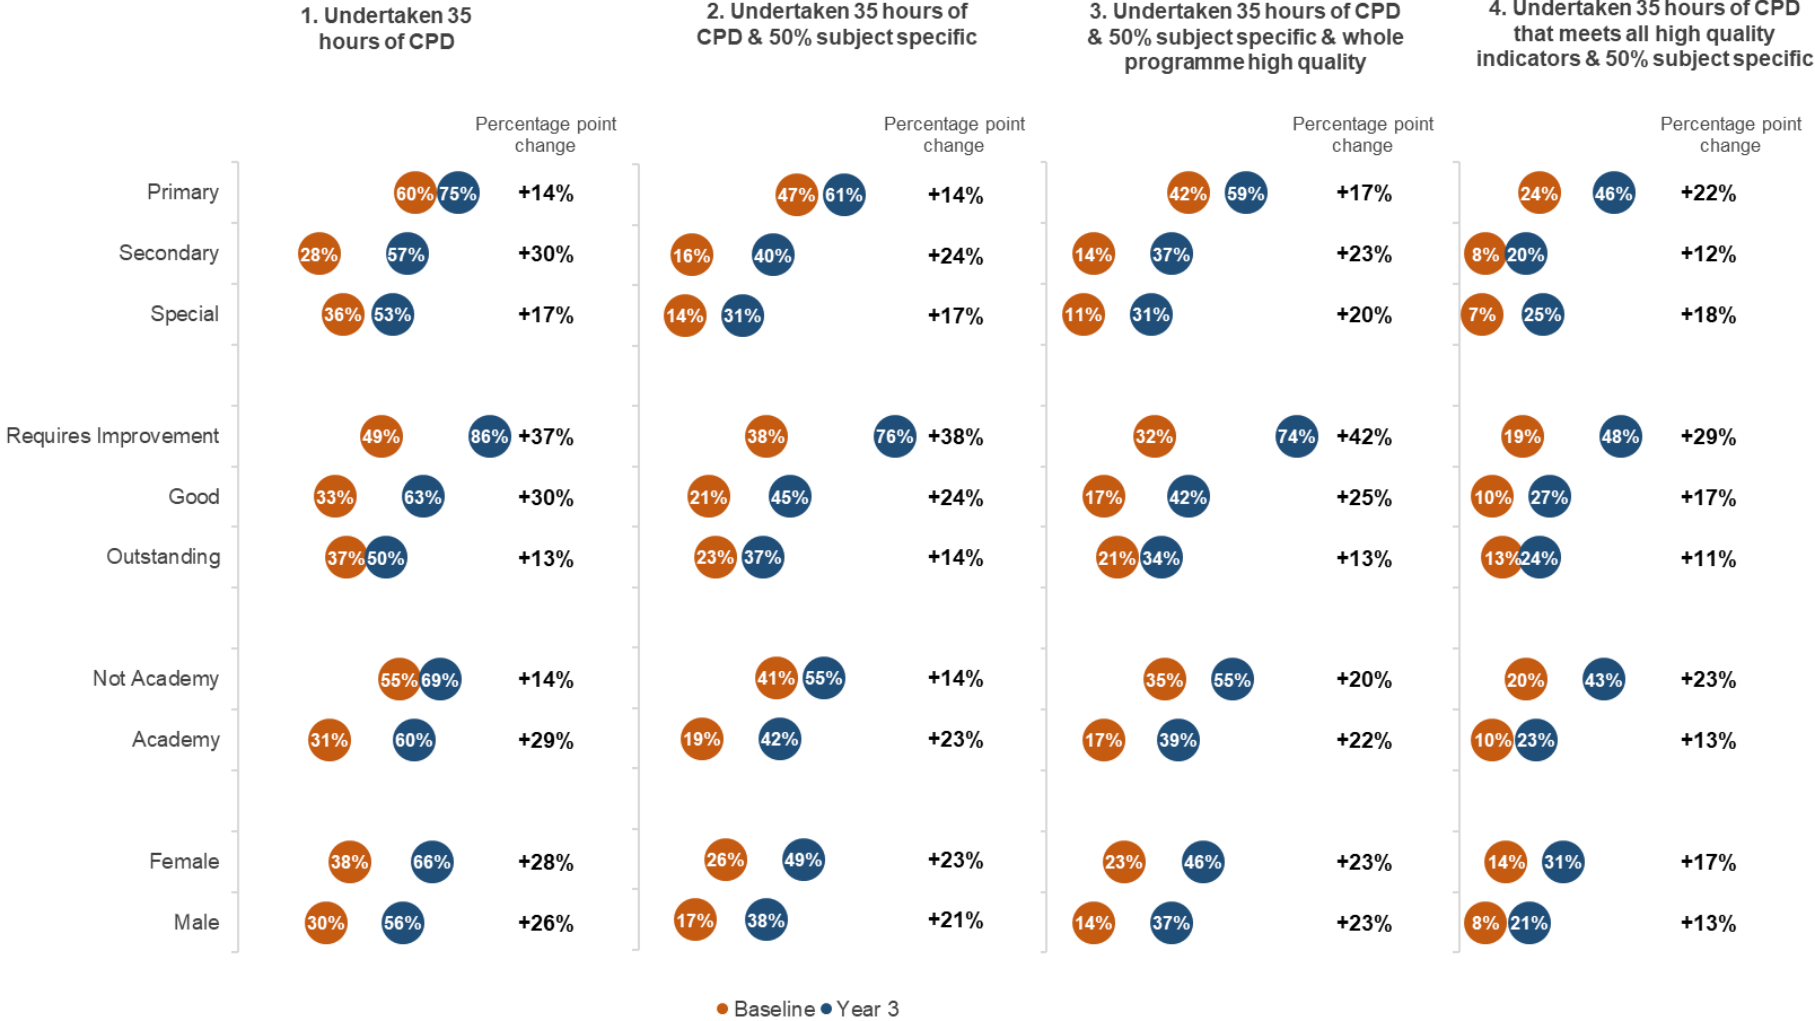 1. Undertaken 35
hours of CPD
2. Undertaken 35 hours of
CPD & 50% subject specific
3. Undertaken 35 hours of CPD
& 50% subject specific & whole
programme high quality
4. Undertaken 35 hours of CPD
that meets all high quality
indicators & 50% subject specific
Percentage point
change
Percentage point
change
Percentage point
change
Percentage point
change
Primary 60% 75% +14% 47% 61% +14% 42% 59% +17% 24% 46% +22%
Secondary 28% 57% +30% 16% 40% +24% 14% 37% +23% 8% 20% +12%
Special 36% 53% +17% 14% 31% +17% 11% 31% +20% 7% 25% +18%
Requires Improvement 49% 86% +37% 38% 76% +38% 32% 74% +42% 19% 48% +29%
Good 33% 63% +30% 21% 45% +24% 17% 42% +25% 10% 27% +17%
Outstanding 37% 50% +13% 23% 37% +14% 21% 34% +13% 13% 24% +11%
Not Academy 55% 69% +14% 41% 55% +14% 35% 55% +20% 20% 43% +23%
Academy 31% 60% +29% 19% 42% +23% 17% 39% +22% 10% 23% +13%
Female 38% 66% +28% 26% 49% +23% 23% 46% +23% 14% 31% +17%
Male 30% 56% +26% 17% 38% +21% 14% 37% +23% 8% 21% +13%
Baseline Year 3